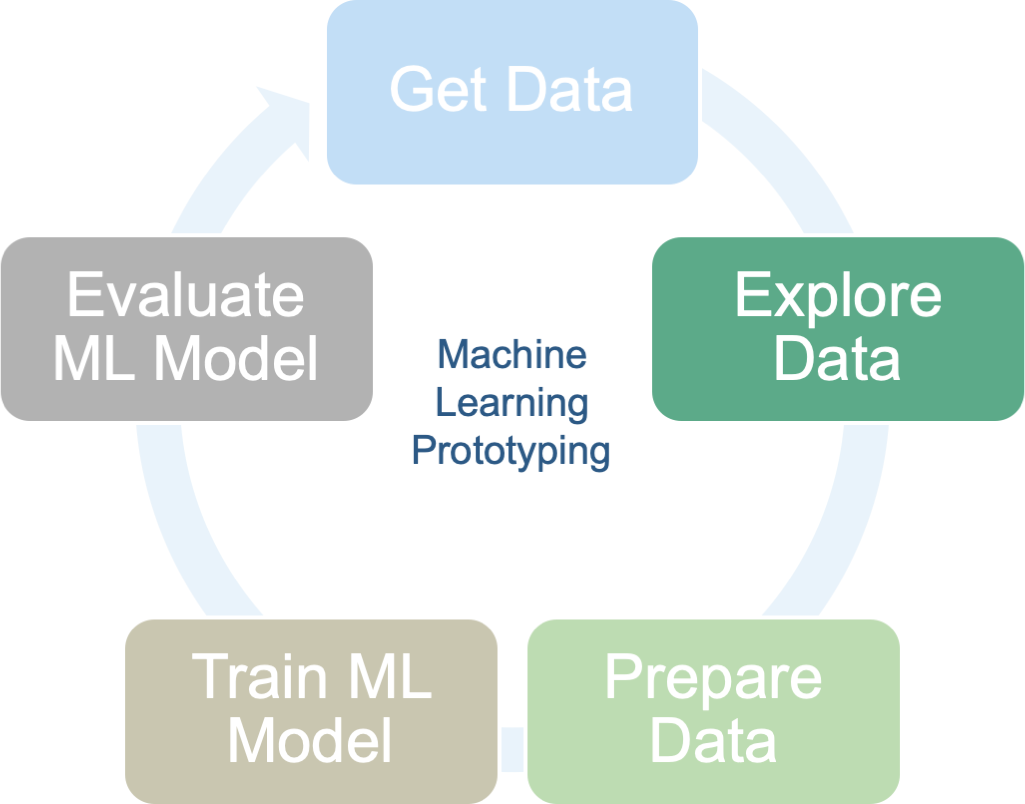 Get Data
Explore
Data
Prepare
Data
Train ML
Model
Evaluate
ML Model
Machine
Learning
Prototyping